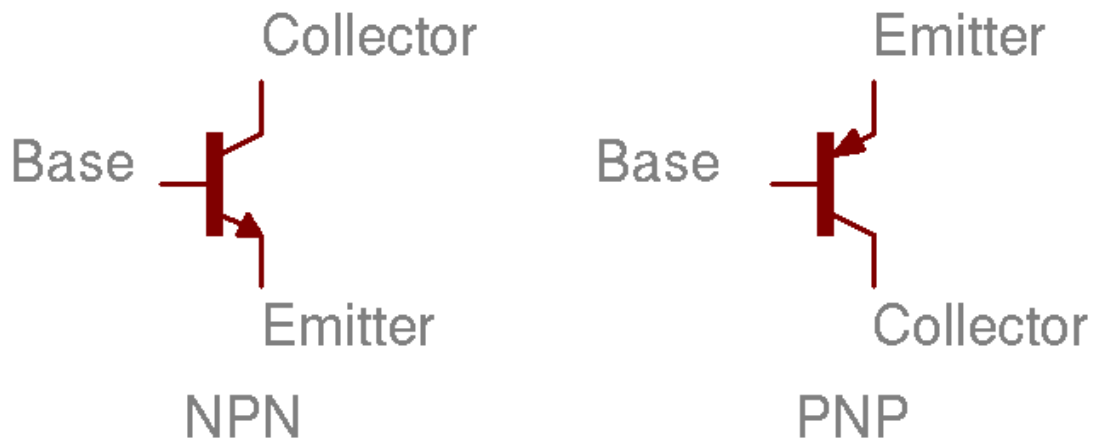 Collector
Base
Emitter
NPN
Emitter
Base
Collector
PNP